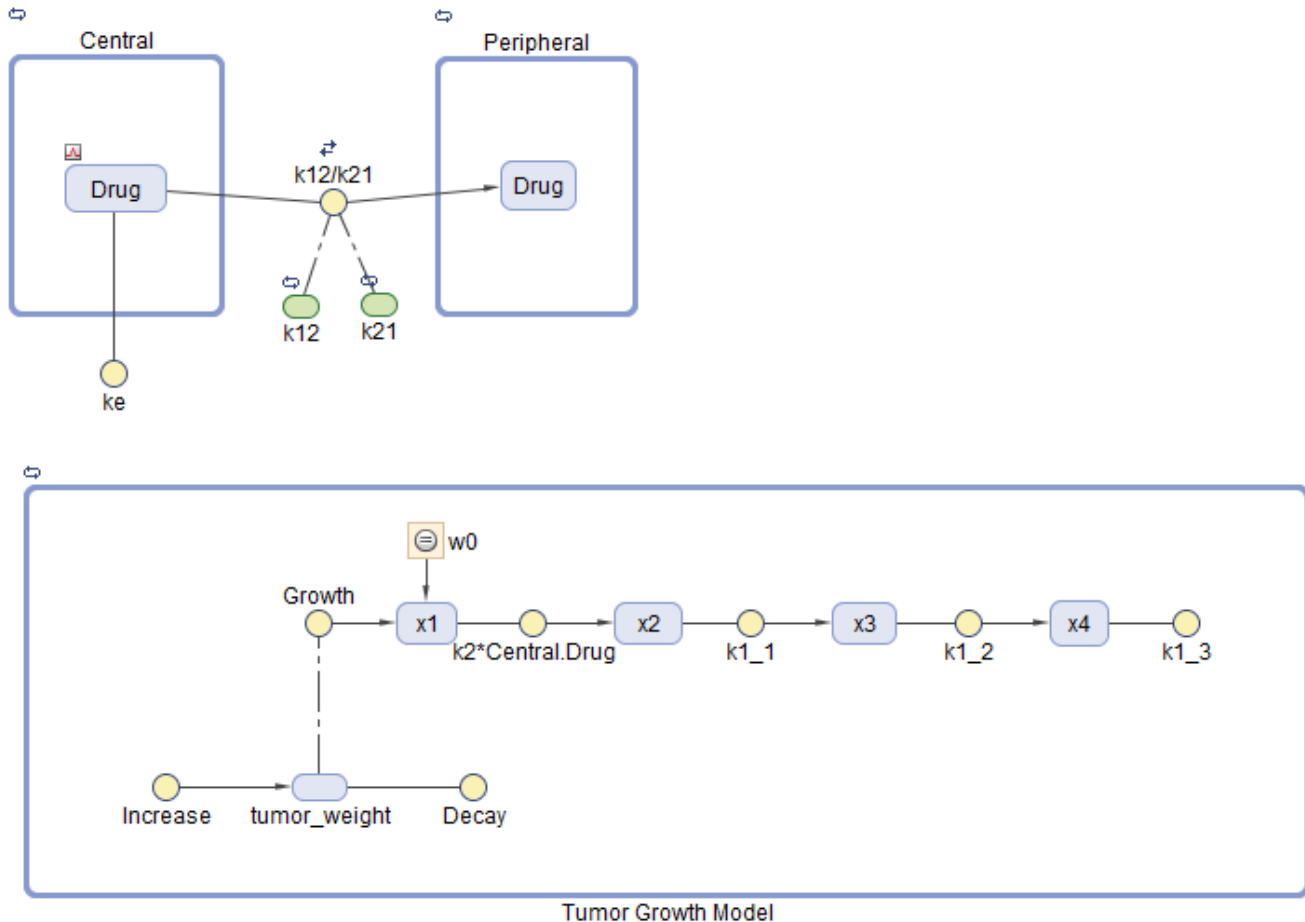 Central
Peripheral
k12/k21
Drug
Drug
k12
k21
ke
w0
Growth
x1
x2
x3
x4
k2*Central.Drug
k1_1
k1_2
k1_3
Increase
tumor_weight
Decay
Tumor Growth Model